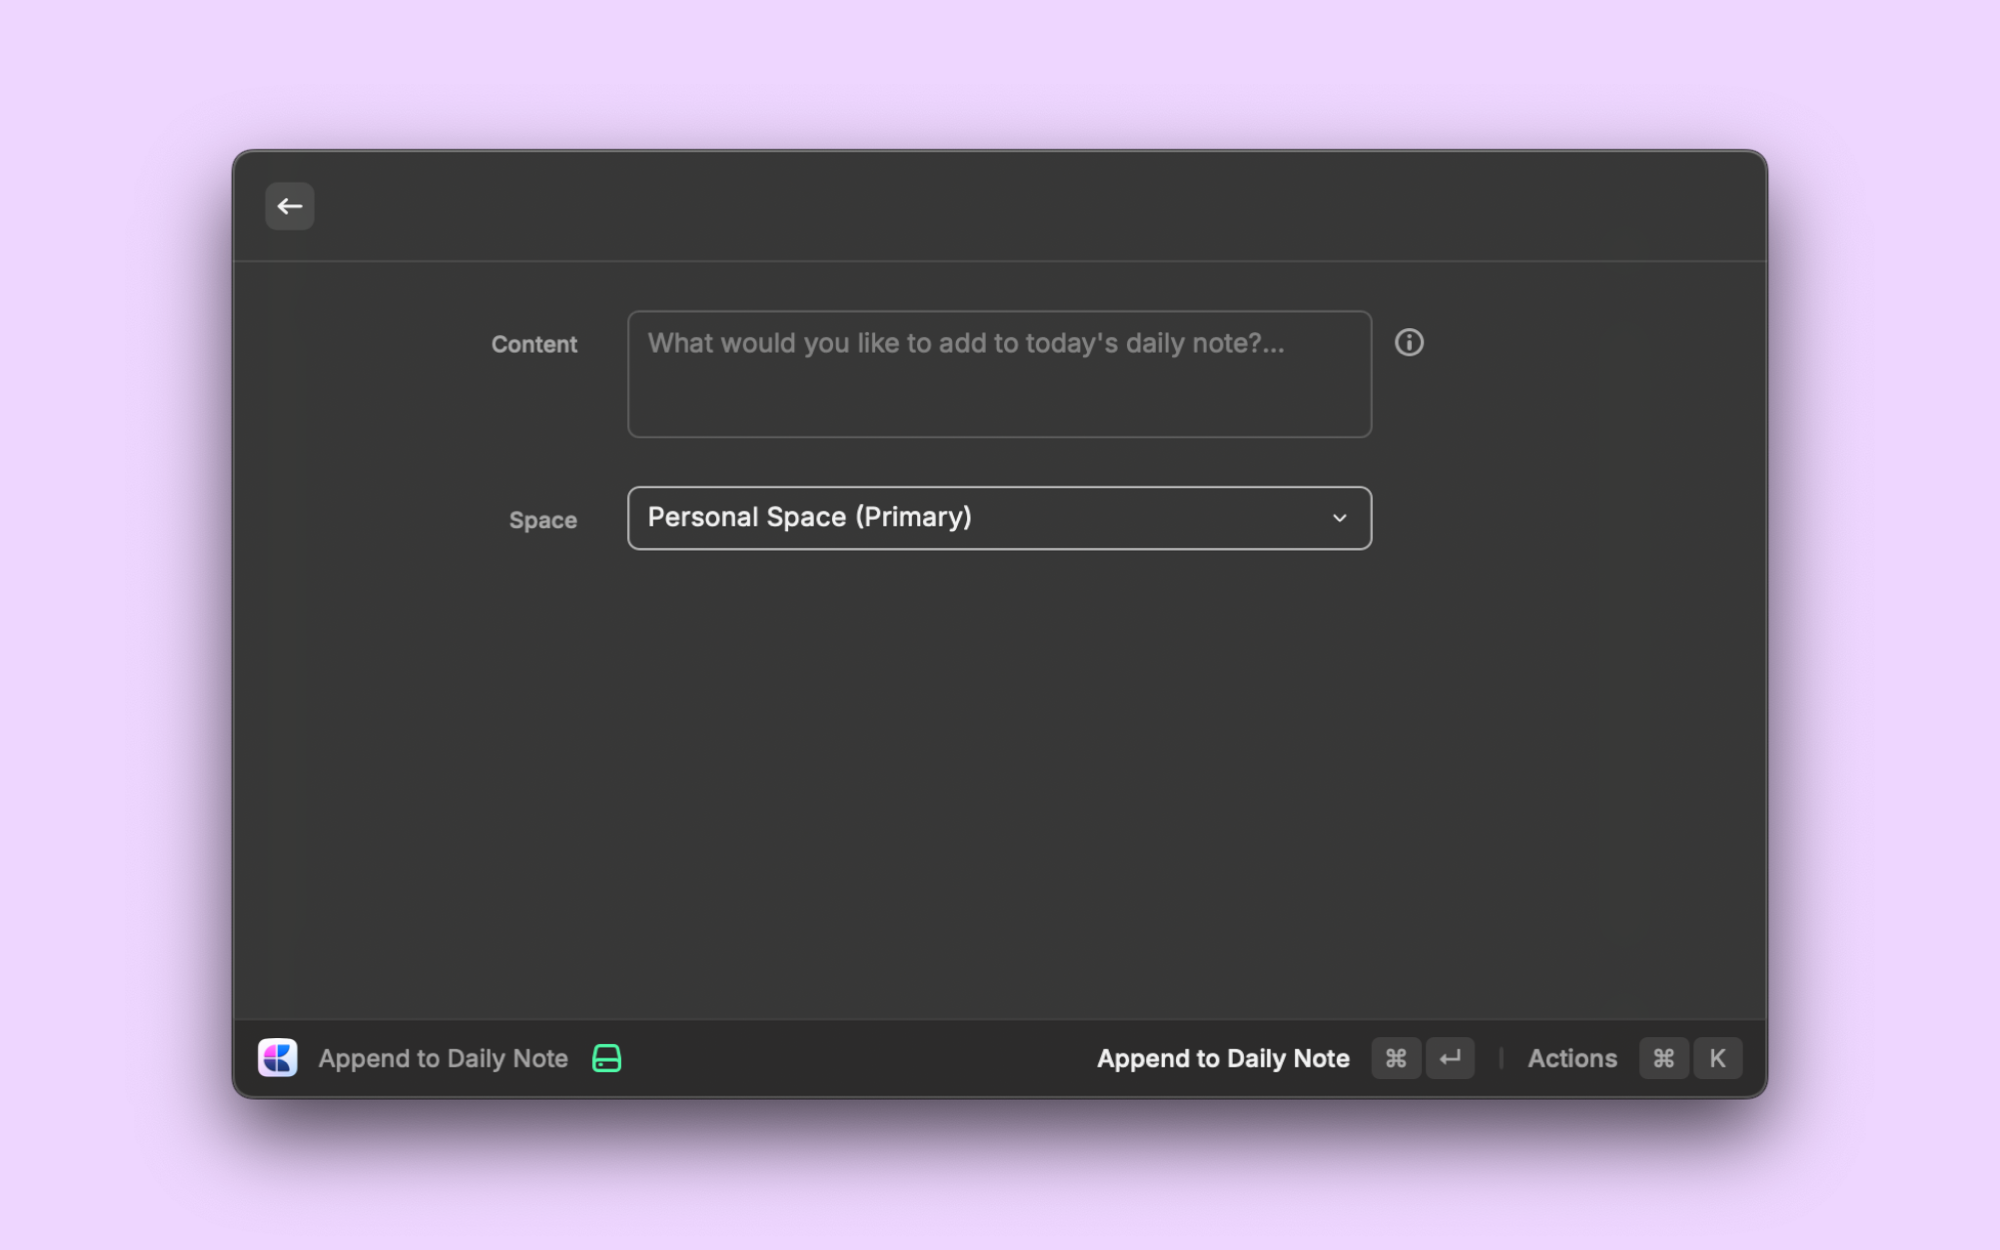 Content
What would you like to add to today's daily note?...
Space
Personal Space (Primary)
Append to Daily Note
Append to Daily Note ⌘ ↵ | Actions ⌘ K